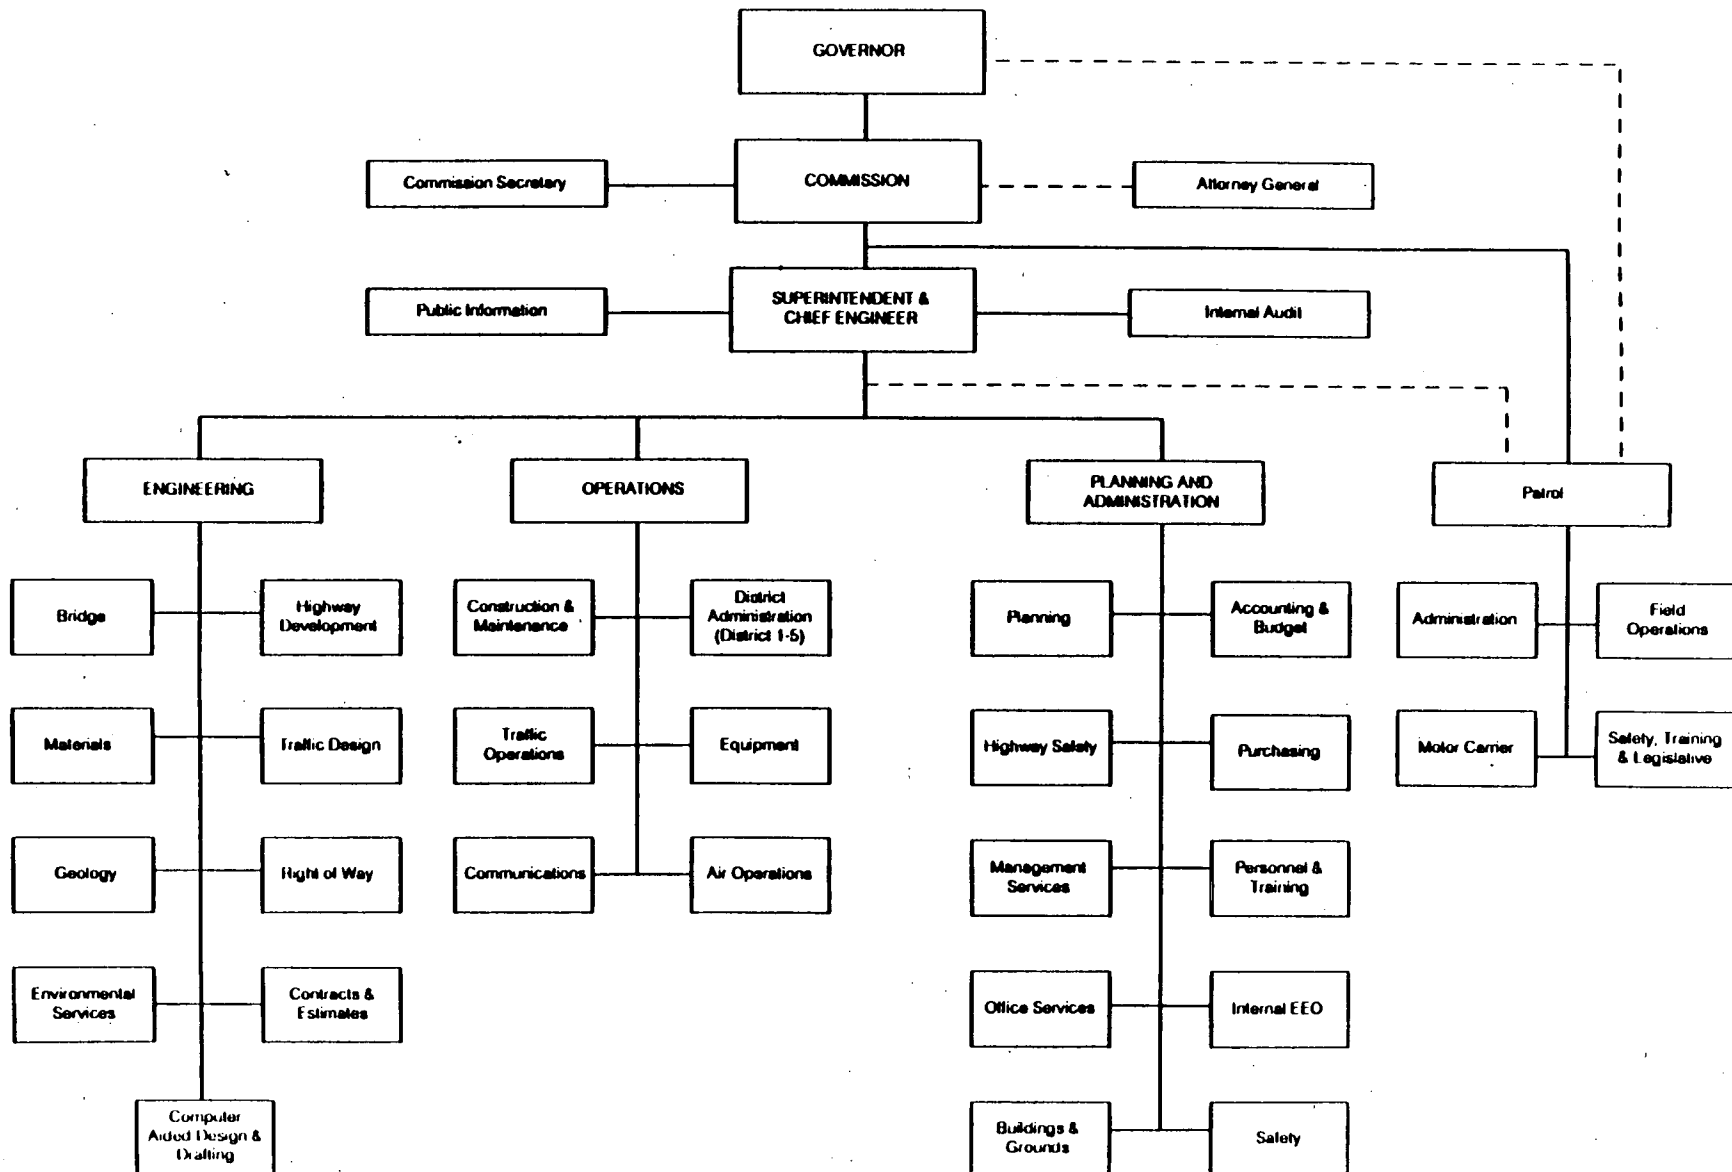 GOVERNOR
Commission Secretary
COMMISSION
Attorney General
Public Information
SUPERINTENDENT &
CHIEF ENGINEER
Internal Audit
ENGINEERING
OPERATIONS
PLANNING AND
ADMINISTRATION
Patrol
Bridge
Highway
Development
Construction &
Maintenance
District
Administration
(District 1-5)
Planning
Accounting &
Budget
Administration
Field
Operations
Materials
Traffic Design
Traffic
Operations
Equipment
Highway Safety
Purchasing
Motor Carrier
Safety, Training
& Legislative
Geology
Right of Way
Communications
Air Operations
Management
Services
Personnel &
Training
Environmental
Services
Contracts &
Estimates
Office Services
Internal EEO
Computer
Aided Design &
Drafting
Buildings &
Grounds
Safety